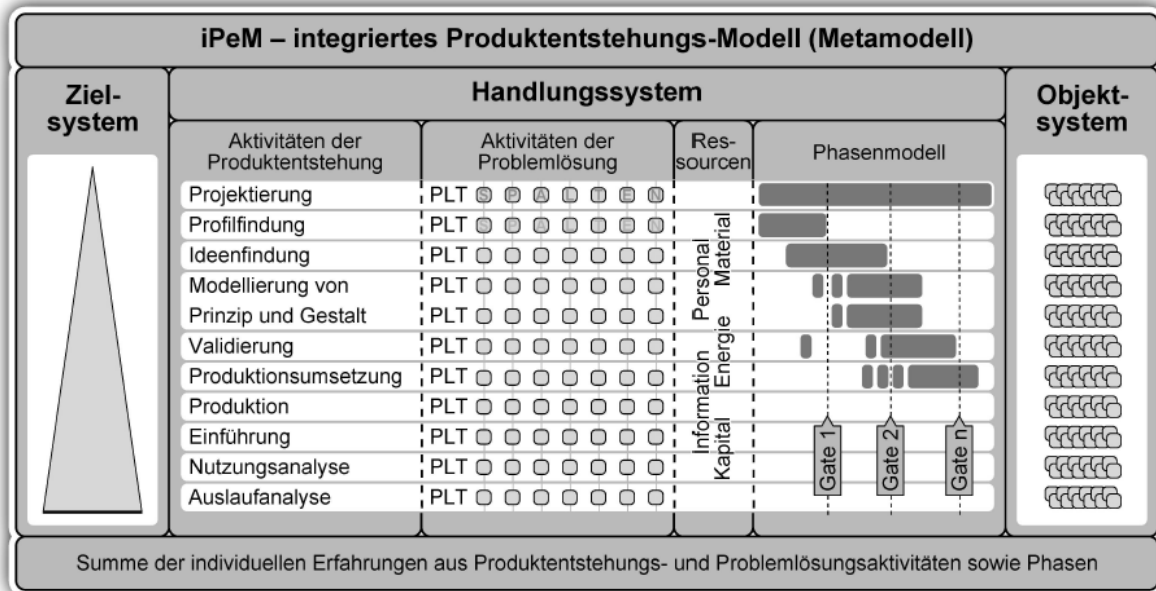 iPeM – integriertes Produktentstehungs-Modell (Metamodell)
Ziel-
system
Handlungssystem
Objekt-
system
Aktivitäten der
Produktentstehung
Aktivitäten der
Problemlösung
Res-
sourcen
Phasenmodell
Projektierung
PLT S P A L T E N
Profilfindung
PLT S P A L T E N
Ideenfindung
PLT
Modellierung von
PLT
Prinzip und Gestalt
PLT
Validierung
PLT
Produktionsumsetzung
PLT
Produktion
PLT
Einführung
PLT
Nutzungsanalyse
PLT
Auslaufanalyse
PLT
Personal
Material
Information
Energie
Kapital
Gate 1
Gate 2
Gate n
Summe der individuellen Erfahrungen aus Produktentstehungs- und Problemlösungsaktivitäten sowie Phasen